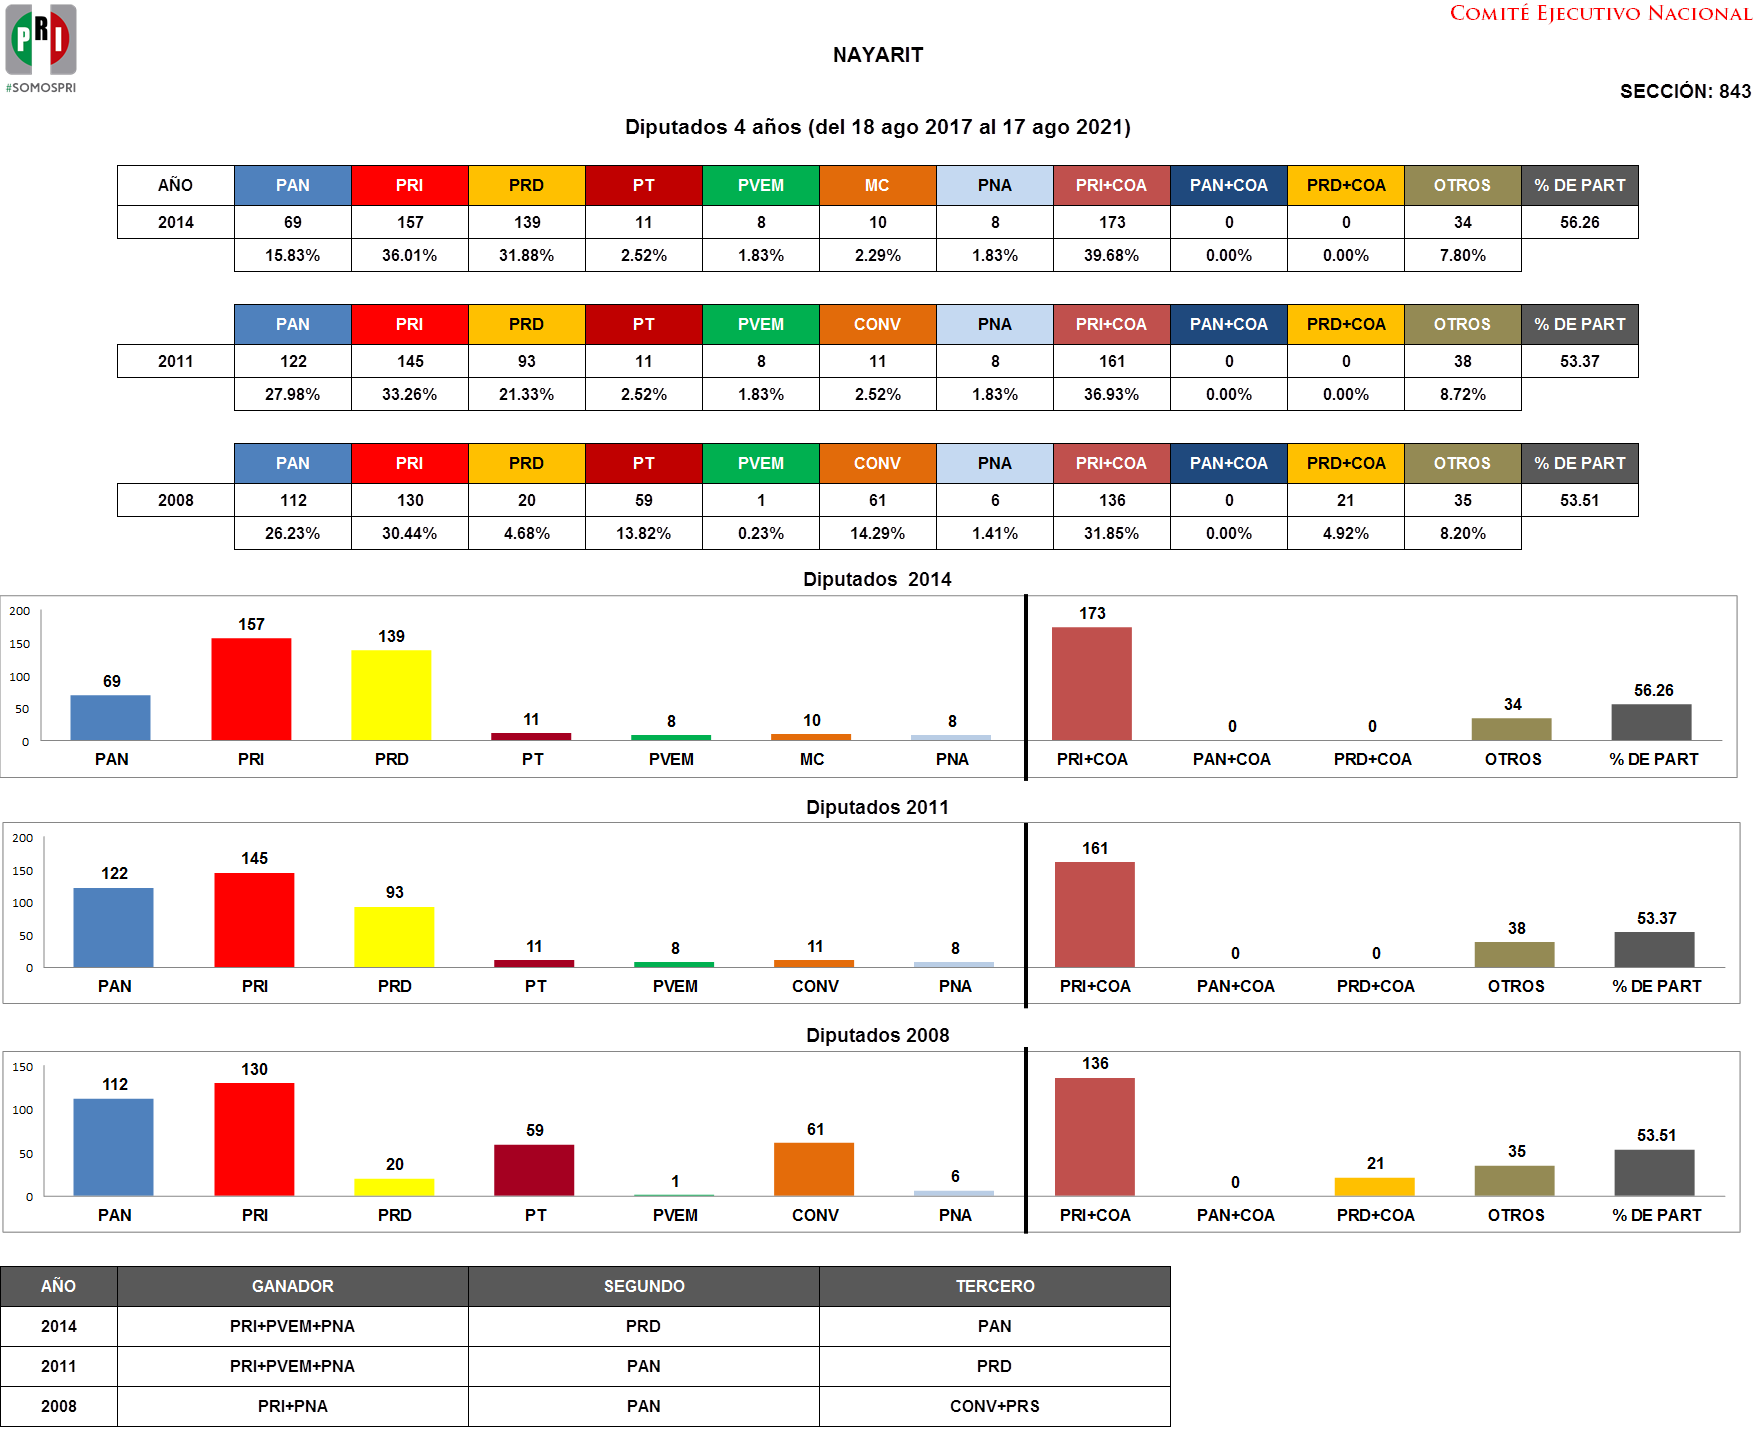 PRI
#SOMOSPRI
COMITÉ EJECUTIVO NACIONAL
NAYARIT
SECCIÓN: 843
Diputados 4 años (del 18 ago 2017 al 17 ago 2021)
AÑO PAN PRI PRD PT PVEM MC PNA PRI+COA PAN+COA PRD+COA OTROS % DE PART
2014 69 157 139 11 8 10 8 173 0 0 34 56.26
15.83% 36.01% 31.88% 2.52% 1.83% 2.29% 1.83% 39.68% 0.00% 0.00% 7.80%
PAN PRI PRD PT PVEM CONV PNA PRI+COA PAN+COA PRD+COA OTROS % DE PART
2011 122 145 93 11 8 11 8 161 0 0 38 53.37
27.98% 33.26% 21.33% 2.52% 1.83% 2.52% 1.83% 36.93% 0.00% 0.00% 8.72%
PAN PRI PRD PT PVEM CONV PNA PRI+COA PAN+COA PRD+COA OTROS % DE PART
2008 112 130 20 59 1 61 6 136 0 21 35 53.51
26.23% 30.44% 4.68% 13.82% 0.23% 14.29% 1.41% 31.85% 0.00% 4.92% 8.20%
Diputados 2014
200
150
100
50
0
69 157 139 11 8 10 8 173 0 0 34 56.26
PAN PRI PRD PT PVEM MC PNA PRI+COA PAN+COA PRD+COA OTROS % DE PART
Diputados 2011
200
150
100
50
0
122 145 93 11 8 11 8 161 0 0 38 53.37
PAN PRI PRD PT PVEM CONV PNA PRI+COA PAN+COA PRD+COA OTROS % DE PART
Diputados 2008
150
100
50
0
112 130 20 59 1 61 6 136 0 21 35 53.51
PAN PRI PRD PT PVEM CONV PNA PRI+COA PAN+COA PRD+COA OTROS % DE PART
AÑO GANADOR SEGUNDO TERCERO
2014 PRI+PVEM+PNA PRD PAN
2011 PRI+PVEM+PNA PAN PRD
2008 PRI+PNA PAN CONV+PRS